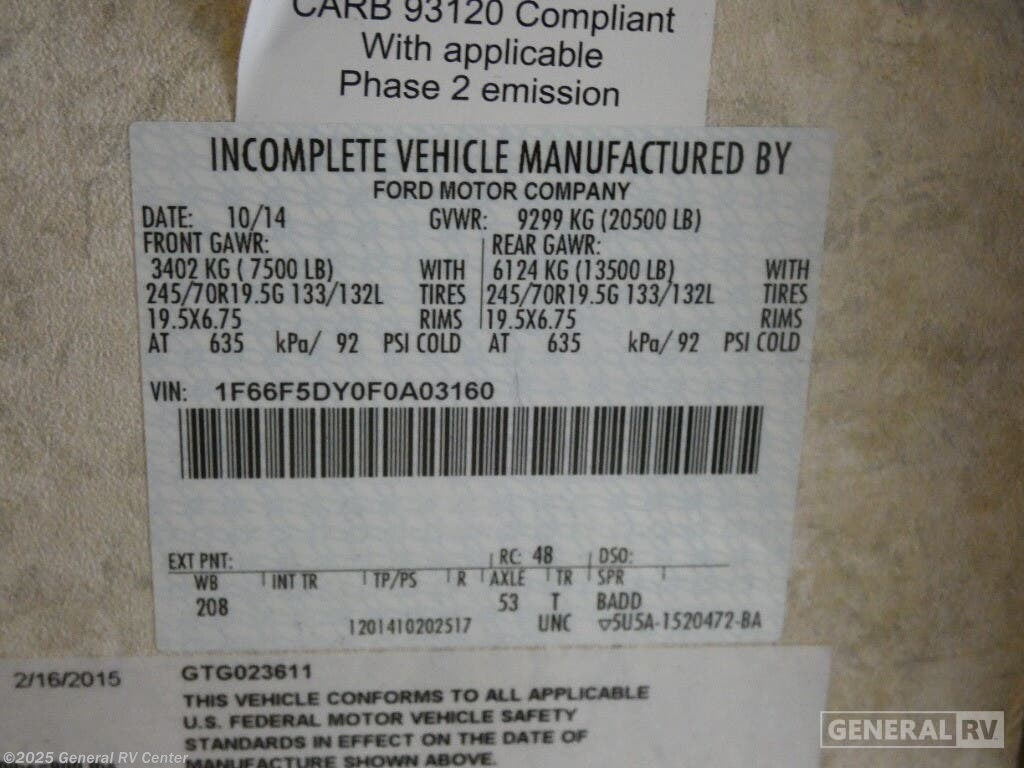 CARB 93120 Compliant
With applicable
Phase 2 emission
INCOMPLETE VEHICLE MANUFACTURED BY
FORD MOTOR COMPANY
DATE: 10/14 GVWR: 9299 KG (20500 LB)
FRONT GAWR: REAR GAWR:
3402 KG ( 7500 LB) WITH 6124 KG (13500 LB) WITH
245/70R19.5G 133/132L TIRES 245/70R19.5G 133/132L TIRES
19.5X6.75 RIMS 19.5X6.75 RIMS
AT 635 kPa/ 92 PSI COLD AT 635 kPa/ 92 PSI COLD
VIN: 1F66F5DY0F0A03160
EXT PNT: RC: 48 DSO:
WB INT TR TP/PS R AXLE TR SPR
208 53 T BADD
1201410202517 UNC ▽5U5A-1520472-BA
2/16/2015 GTG023611
THIS VEHICLE CONFORMS TO ALL APPLICABLE
U.S. FEDERAL MOTOR VEHICLE SAFETY
STANDARDS IN EFFECT ON THE DATE OF
MANUFACTURE SHOWN ABOVE.
GENERAL RV
©2025 General RV Center